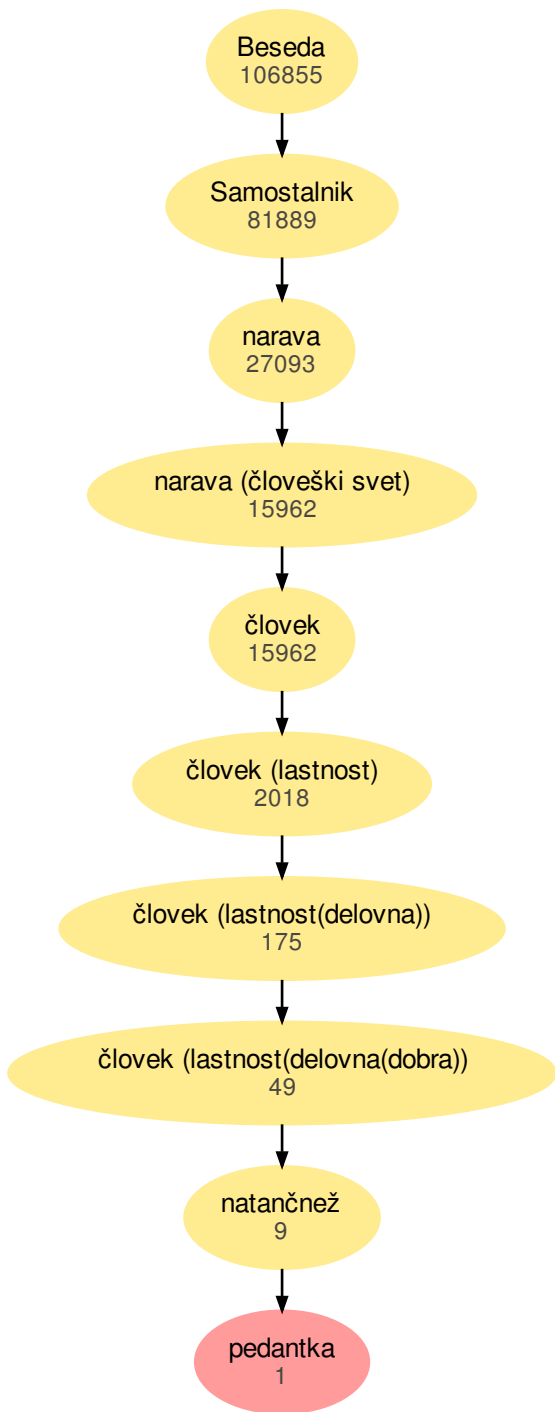 Beseda
106855
Samostalnik
81889
narava
27093
narava (človeški svet)
15962
človek
15962
človek (lastnost)
2018
človek (lastnost(delovna))
175
človek (lastnost(delovna(dobra))
49
natančnež
9
pedantka
1